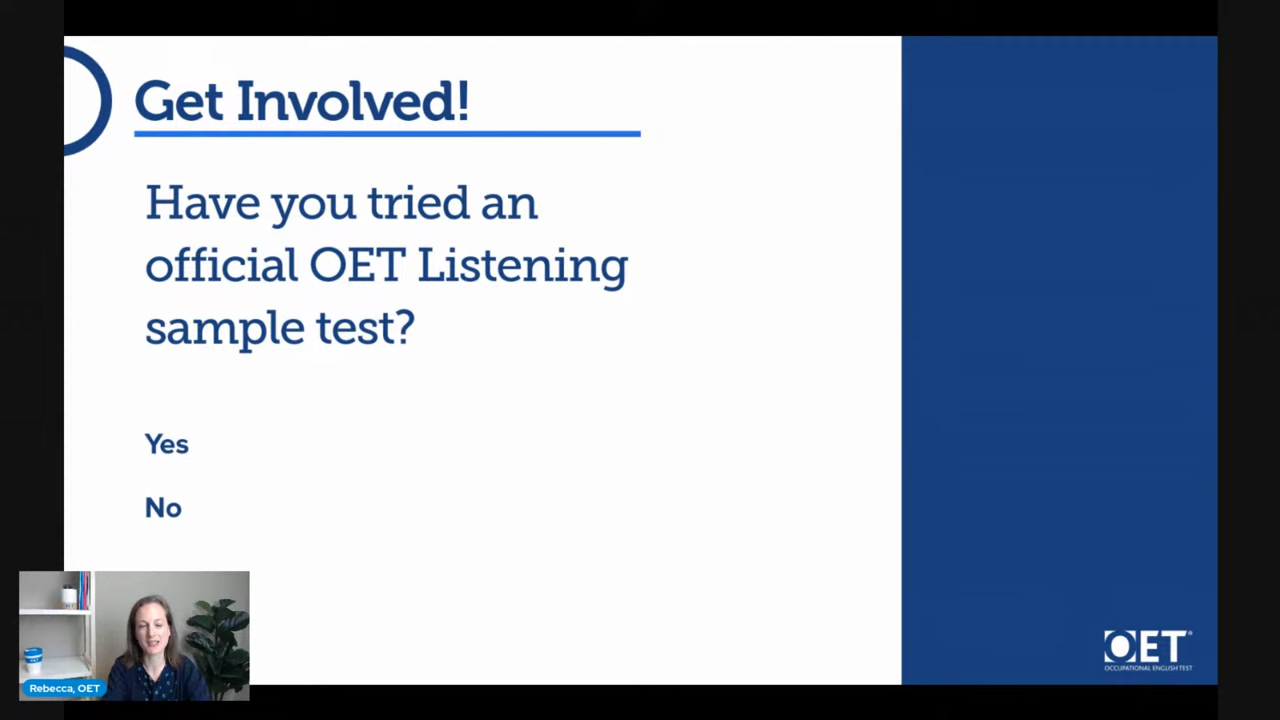 Get Involved!
Have you tried an
official OET Listening
sample test?
Yes
No
Rebecca, OET
OET
OCCUPATIONAL ENGLISH TEST